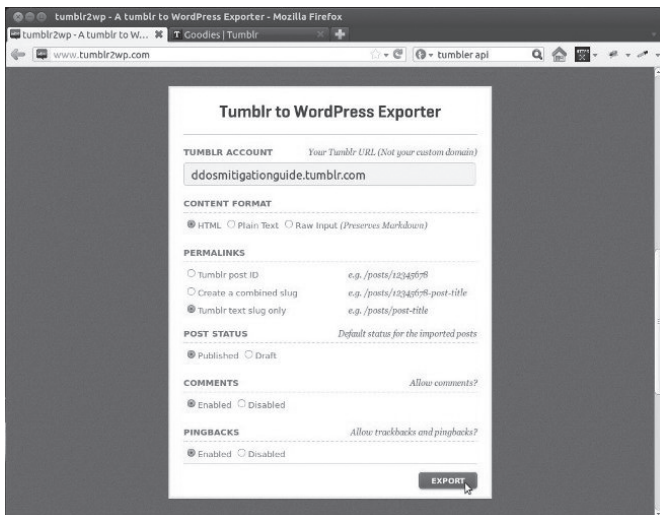 tumblr2wp - A tumblr to WordPress Exporter - Mozilla Firefox
tumblr2wp - A tumblr to W... T Goodies | Tumblr
www.tumblr2wp.com tumbler api
Tumblr to WordPress Exporter
TUMBLR ACCOUNT Your Tumblr URL (Not your custom domain)
ddosmitigationguide.tumblr.com
CONTENT FORMAT
HTML Plain Text Raw Input (Preserves Markdown)
PERMALINKS
Tumblr post ID e.g. /posts/12345678
Create a combined slug e.g. /posts/12345678-post-title
Tumblr text slug only e.g. /posts/post-title
POST STATUS Default status for the imported posts
Published Draft
COMMENTS Allow comments?
Enabled Disabled
PINGBACKS Allow trackbacks and pingbacks?
Enabled Disabled
EXPORT